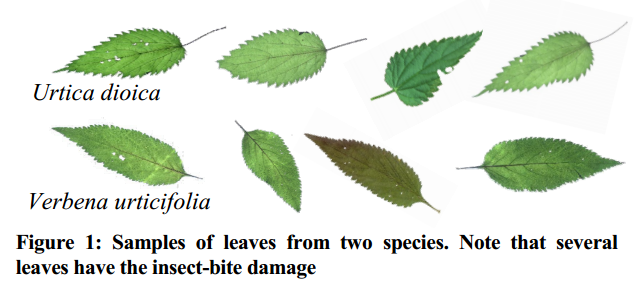 Urtica dioica
Verbena urticifolia
Figure 1: Samples of leaves from two species. Note that several
leaves have the insect-bite damage